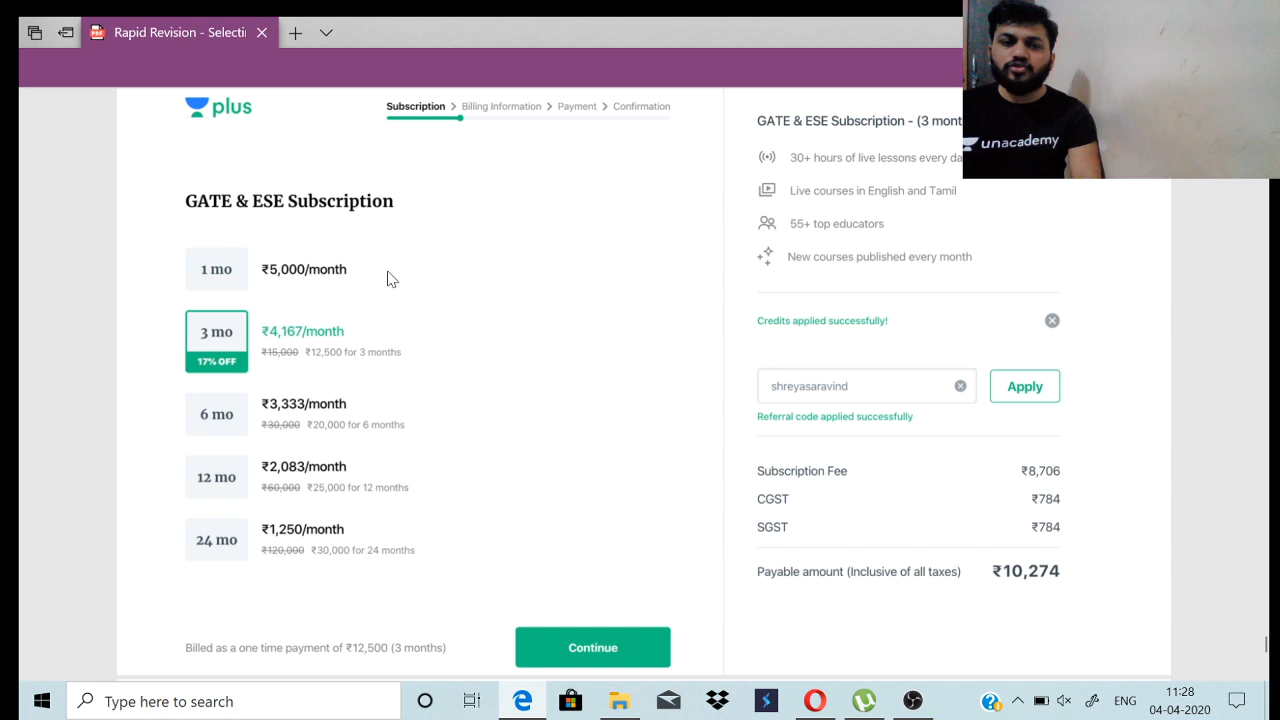 Rapid Revision - Selecti
plus
Subscription > Billing Information > Payment > Confirmation
GATE & ESE Subscription
1 mo ₹5,000/month
3 mo ₹4,167/month
17% OFF ₹15,000 ₹12,500 for 3 months
6 mo ₹3,333/month
₹30,000 ₹20,000 for 6 months
12 mo ₹2,083/month
₹60,000 ₹25,000 for 12 months
24 mo ₹1,250/month
₹120,000 ₹30,000 for 24 months
Billed as a one time payment of ₹12,500 (3 months) Continue
GATE & ESE Subscription - (3 mont
30+ hours of live lessons every da
Live courses in English and Tamil
55+ top educators
New courses published every month
Credits applied successfully!
shreyasaravind Apply
Referral code applied successfully
Subscription Fee ₹8,706
CGST ₹784
SGST ₹784
Payable amount (Inclusive of all taxes) ₹10,274
unacademy
Type here to search
ENG
11:28
04-04-2020